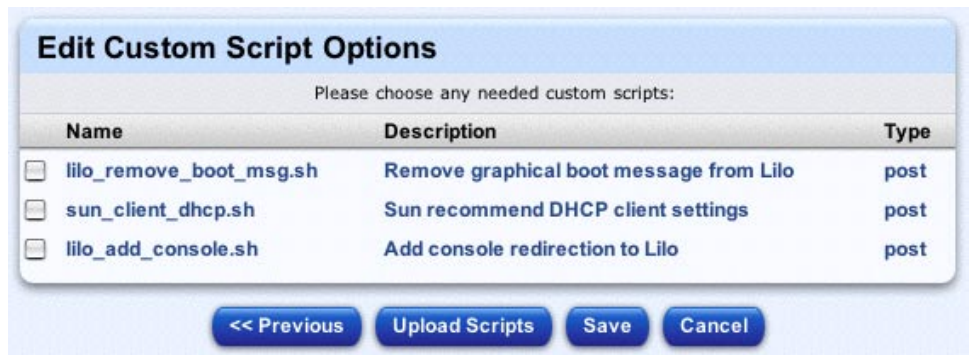 Edit Custom Script Options
Please choose any needed custom scripts:
Name Description Type
lilo_remove_boot_msg.sh Remove graphical boot message from Lilo post
sun_client_dhcp.sh Sun recommend DHCP client settings post
lilo_add_console.sh Add console redirection to Lilo post
<< Previous Upload Scripts Save Cancel